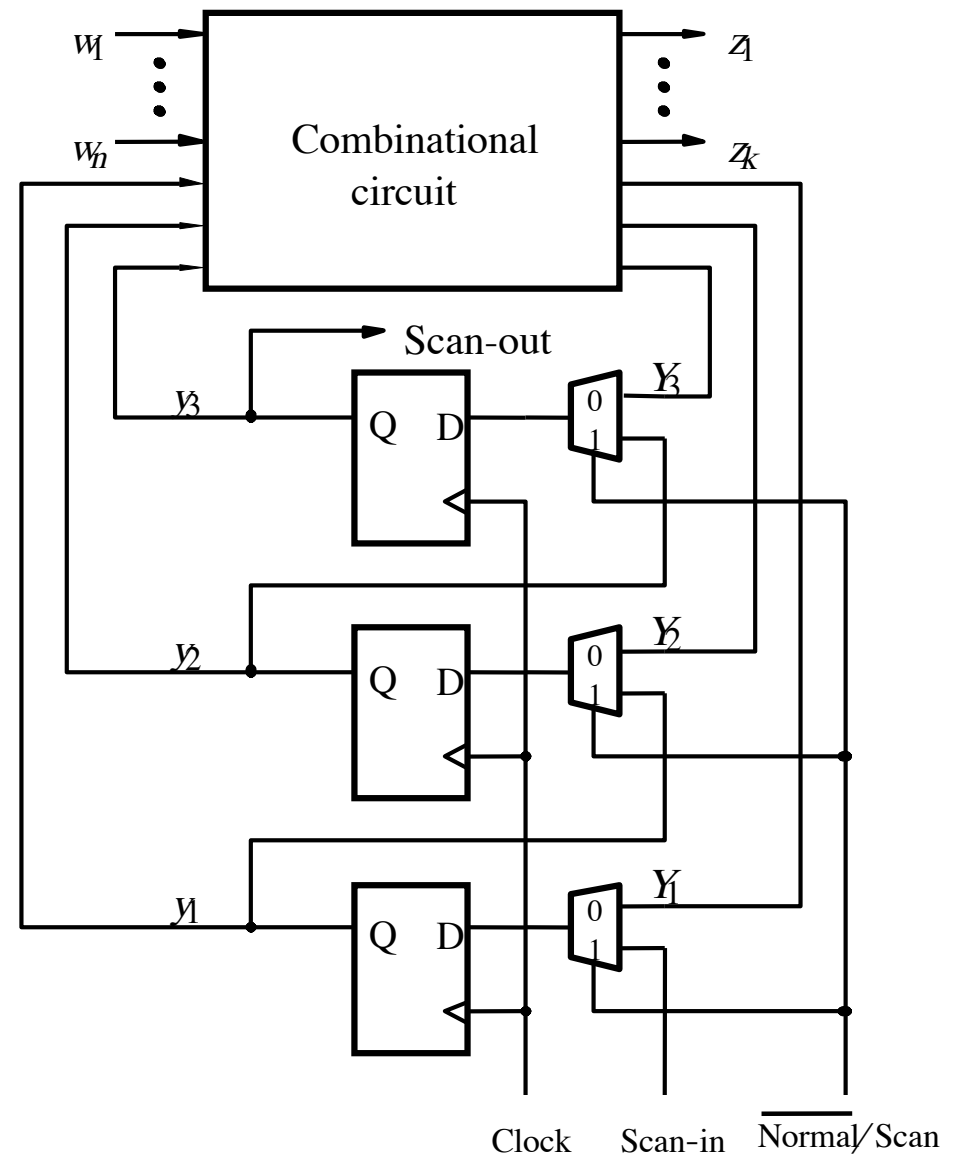 w1
z1
Combinational
wn
zk
circuit
Scan-out
y3
Q
D
0
1
Y3
y2
Q
D
0
1
Y2
y1
Q
D
0
1
Y1
Clock
Scan-in
Normal/Scan